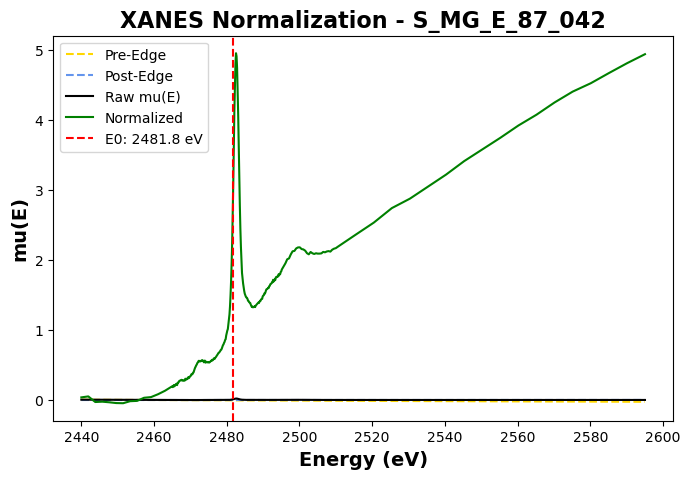 XANES Normalization - S_MG_E_87_042
Pre-Edge
Post-Edge
Raw mu(E)
Normalized
E0: 2481.8 eV
mu(E)
5
4
3
2
1
0
2440 2460 2480 2500 2520 2540 2560 2580 2600
Energy (eV)